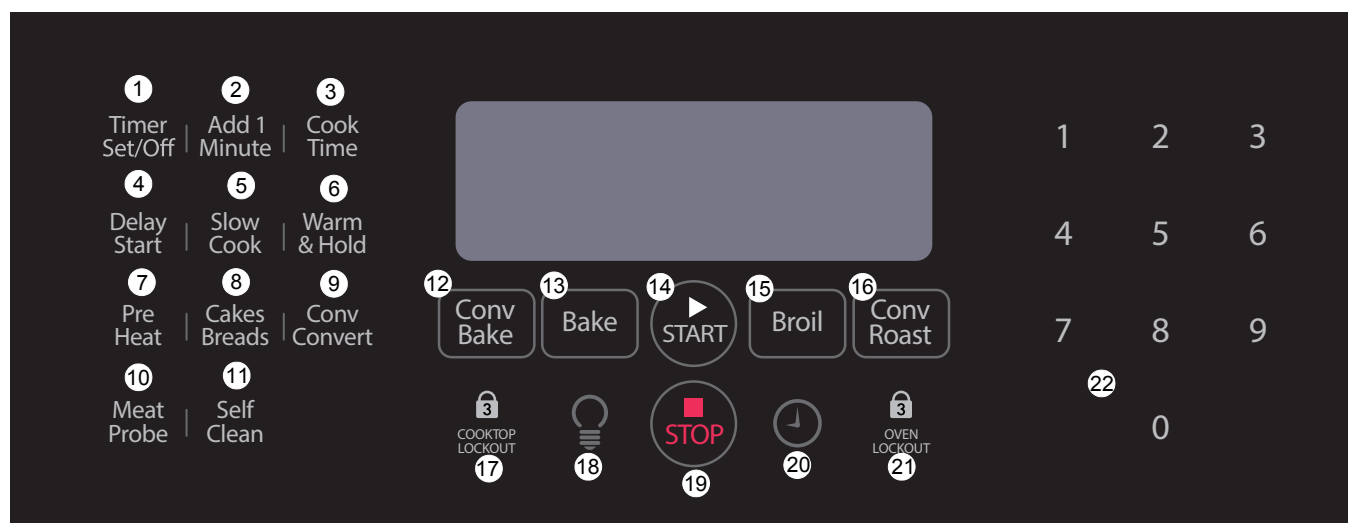 1 2 3
Timer Add 1 Cook
Set/Off Minute Time
4 5 6
Delay Slow Warm
Start Cook & Hold
7 8 9
Pre Cakes Conv
Heat Breads Convert
10 11
Meat Self
Probe Clean
12 13 14 15 16
Conv Bake START Broil Conv
Bake Roast
3 STOP 3
COOKTOP OVEN
LOCKOUT LOCKOUT
17 18 19 20 21
1 2 3
4 5 6
7 8 9
22
0